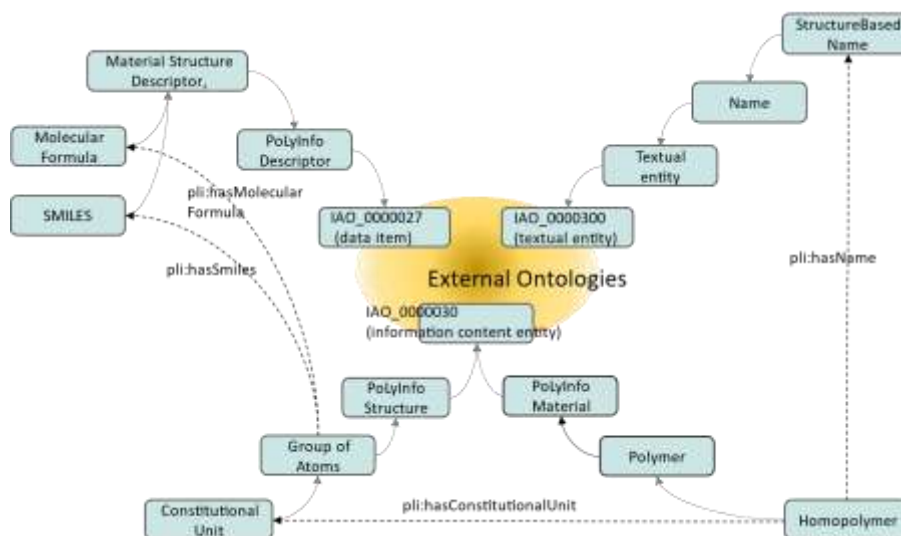 StructureBased
Name
Material Structure
Descriptor,
Name
Molecular
Formula
PoLyInfo
Descriptor
Textual
entity
pli:hasMolecular
Formula
SMILES
IAO_0000027
(data item)
IAO_0000300
(textual entity)
pli:hasSmiles
pli:hasName
External Ontologies
IAO_0000030
(information content entity)
PoLyInfo
Structure
PoLyInfo
Material
Group of
Atoms
Polymer
Constitutional
Unit
pli:hasConstitutionalUnit
Homopolymer